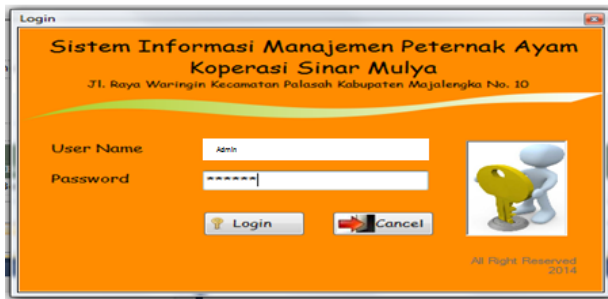 Login
Sistem Informasi Manajemen Peternak Ayam
Koperasi Sinar Mulya
Jl. Raya Waringin Kecamatan Palasah Kabupaten Majalengka No. 10
User Name
Admin
Password
******
Login
Cancel
All Right Reserved
2014